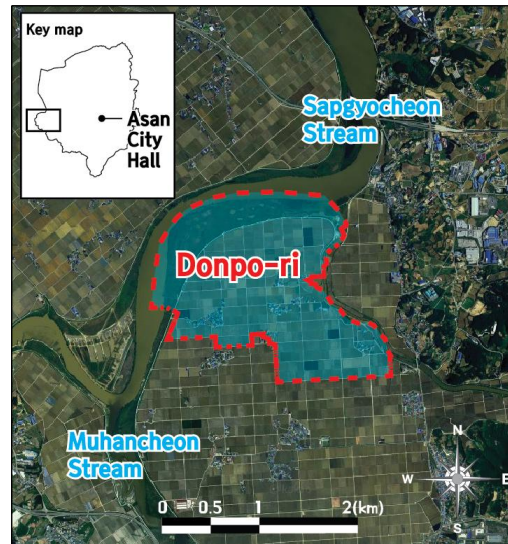 Key map
Asan
City
Hall
Sapgyocheon
Stream
Donpo-ri
Muhancheon
Stream
N
W E
S
0 0.5 1 2(km)